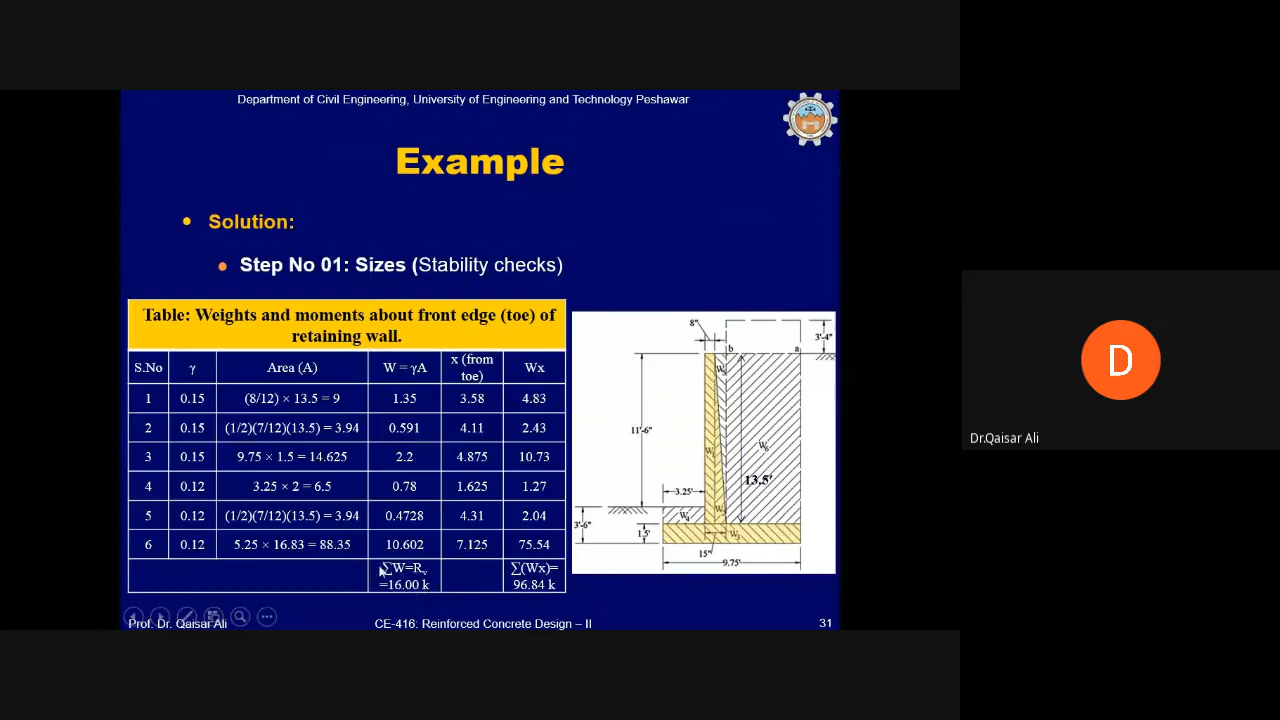 Department of Civil Engineering, University of Engineering and Technology Peshawar
Example
• Solution:
• Step No 01: Sizes (Stability checks)
Table: Weights and moments about front edge (toe) of
retaining wall.
S.No γ Area (A) W = γA x (from toe) Wx
1 0.15 (8/12) × 13.5 = 9 1.35 3.58 4.83
2 0.15 (1/2)(7/12)(13.5) = 3.94 0.591 4.11 2.43
3 0.15 9.75 × 1.5 = 14.625 2.2 4.875 10.73
4 0.12 3.25 × 2 = 6.5 0.78 1.625 1.27
5 0.12 (1/2)(7/12)(13.5) = 3.94 0.4728 4.31 2.04
6 0.12 5.25 × 16.83 = 88.35 10.602 7.125 75.54
∑W=Rv ∑(Wx)=
=16.00 k 96.84 k
8"
b
a
3'-4"
11'-6"
W6
13.5'
3.25'
W4
3'-6"
1.5'
W3
15"
9.75'
Prof. Dr. Qaisar Ali
CE-416: Reinforced Concrete Design – II
31
D
Dr.Qaisar Ali